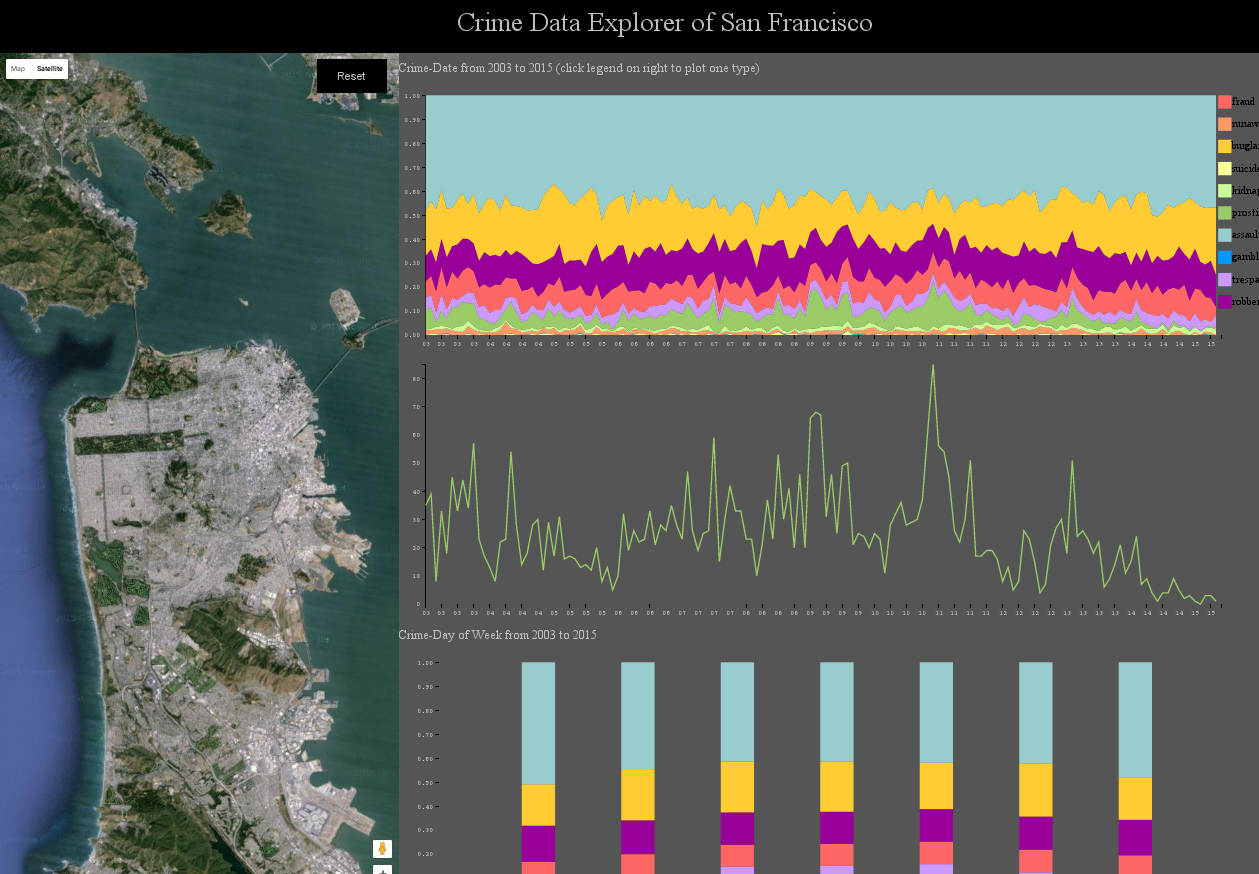 Crime Data Explorer of San Francisco
Map Satellite
Reset
Crime-Date from 2003 to 2015 (click legend on right to plot one type)
1.00
0.90
0.80
0.70
0.60
0.50
0.40
0.30
0.20
0.10
0.00
03 03 03 03 04 04 04 04 05 05 05 05 06 06 06 06 07 07 07 07 08 08 08 08 09 09 09 09 10 10 10 10 11 11 11 11 12 12 12 12 13 13 13 13 14 14 14 15 15
fraud
runaw
burgla
suicide
kidnap
prosti
assaul
gambl
trespa
robber
80
70
60
50
40
30
20
10
0
03 03 03 03 04 04 04 04 05 05 05 05 06 06 06 06 07 07 07 07 08 08 08 08 09 09 09 09 10 10 10 10 11 11 11 11 12 12 12 12 13 13 13 13 14 14 14 14 15 15
Crime-Day of Week from 2003 to 2015
1.00
0.90
0.80
0.70
0.60
0.50
0.40
0.30
0.20